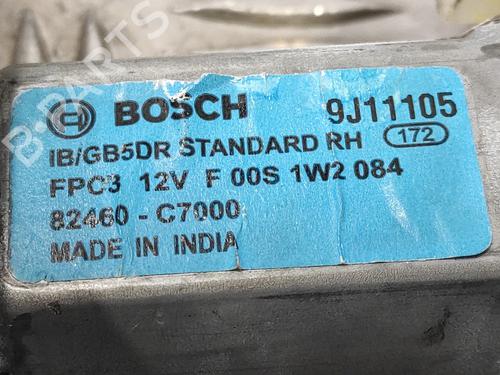 BOSCH 9J11105
IB/GB5DR STANDARD RH 172
FPC3 12V F 00S 1W2 084
82460 - C7000
MADE IN INDIA
B-PARTS